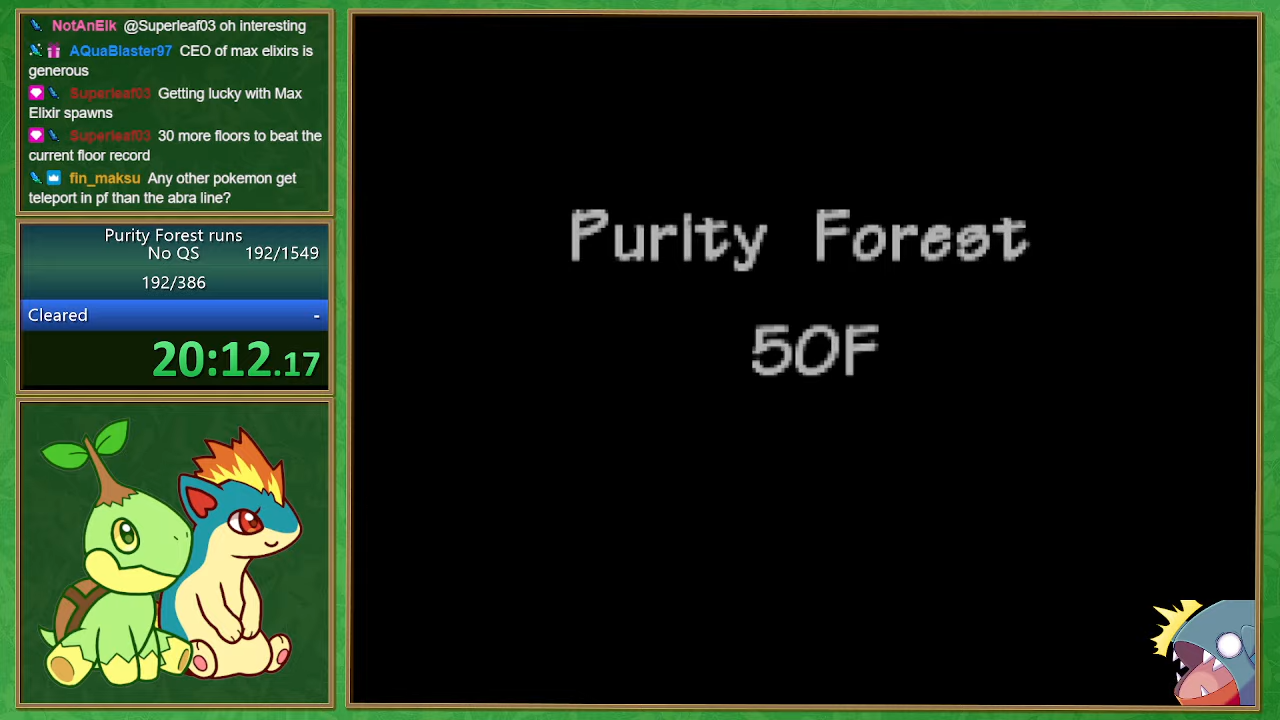 NotAnElk @Superleaf03 oh interesting
AQuaBlaster97 CEO of max elixirs is
generous
Superleaf03 Getting lucky with Max
Elixir spawns
Superleaf03 30 more floors to beat the
current floor record
fin_maksu Any other pokemon get
teleport in pf than the abra line?
Purity Forest runs
No QS 192/1549
192/386
Cleared -
20:12.17
Purity Forest
50F